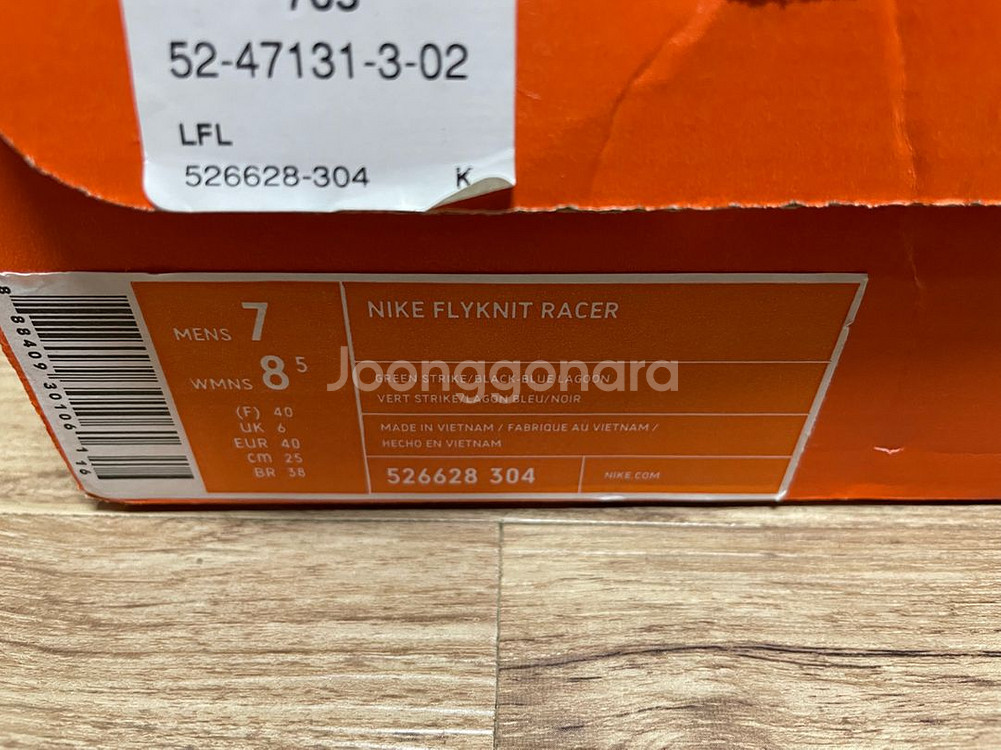 52-47131-3-02
LFL
526628-304 K
MENS 7
WMNS 8 5
(F) 40
UK 6
EUR 40
CM 25
BR 38
NIKE FLYKNIT RACER
GREEN STRIKE/BLACK-BLUE LAGOON
VERT STRIKE/LAGON BLEU/NOIR
MADE IN VIETNAM / FABRIQUE AU VIETNAM /
HECHO EN VIETNAM
526628 304
NIKE.COM
Joonggonara